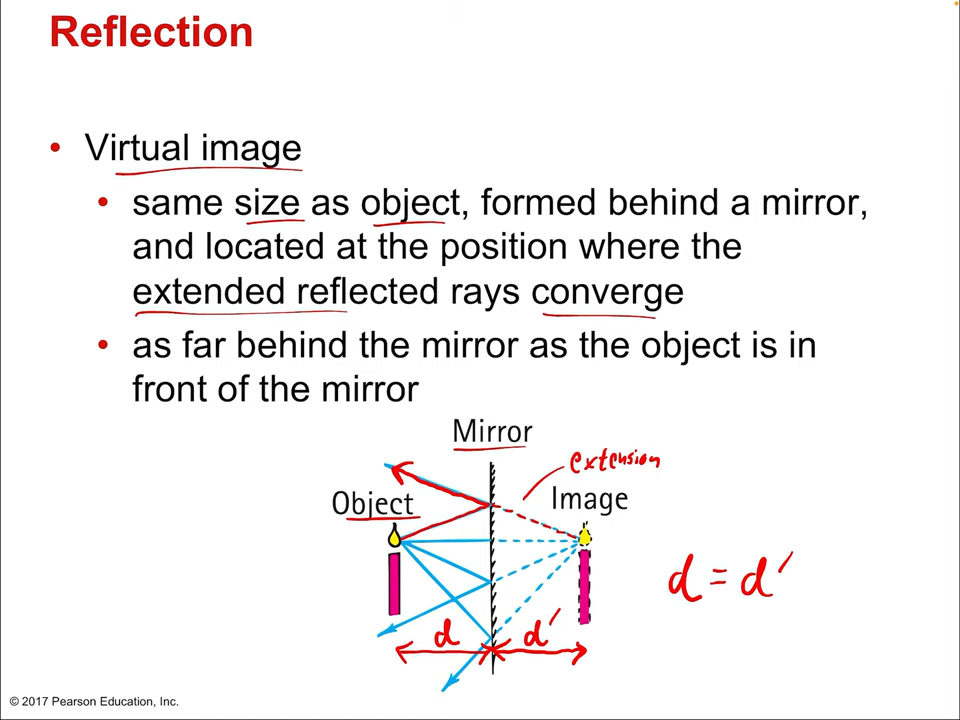 Reflection
• Virtual image
• same size as object, formed behind a mirror,
and located at the position where the
extended reflected rays converge
• as far behind the mirror as the object is in
front of the mirror
Mirror
extension
Object
Image
d = d′
d
d′
© 2017 Pearson Education, Inc.